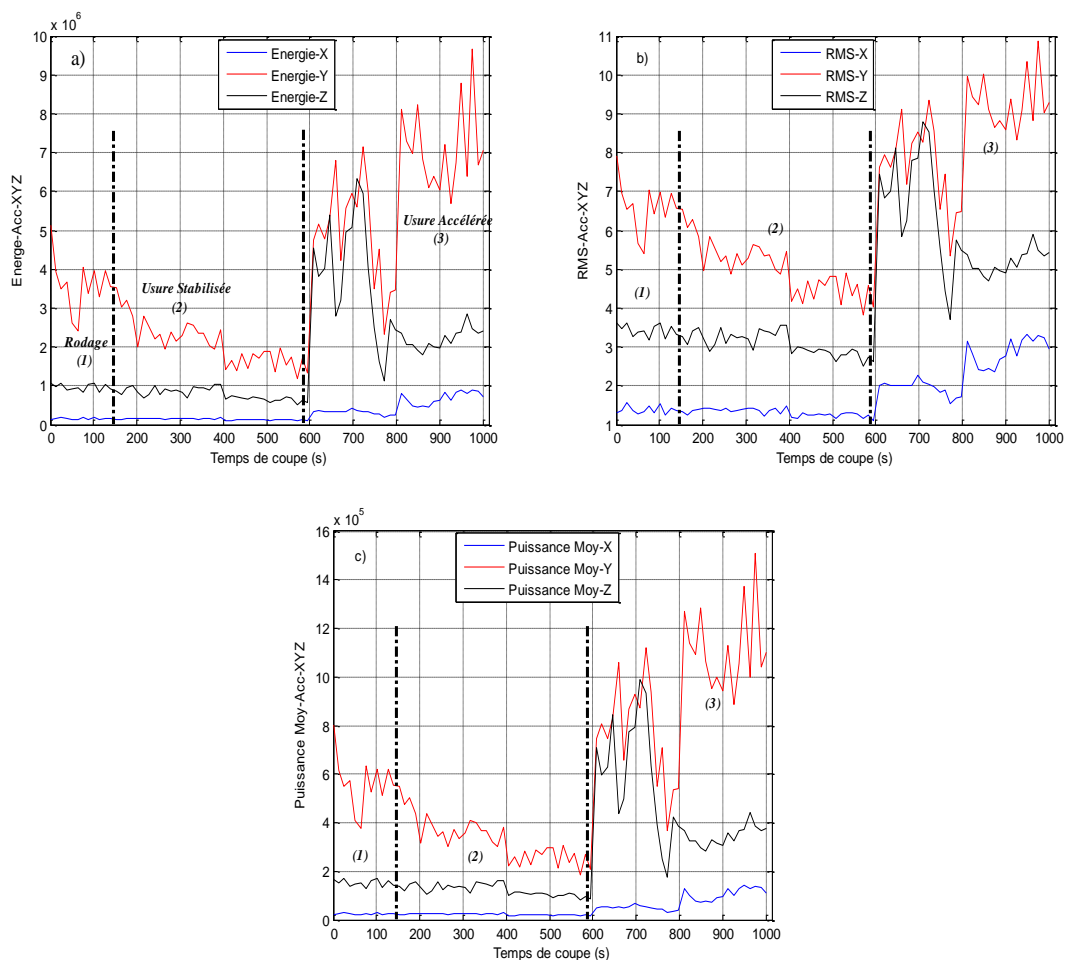 x 10^6
a)
Energie-X
Energie-Y
Energie-Z
10
9
8
7
6
5
4
3
2
1
0
Energe-Acc-XYZ
Rodage
(1)
Usure Stabilisée
(2)
Usure Accélérée
(3)
0 100 200 300 400 500 600 700 800 900 1000
Temps de coupe (s)
b)
RMS-X
RMS-Y
RMS-Z
11
10
9
8
7
6
5
4
3
2
1
RMS-Acc-XYZ
(1)
(2)
(3)
0 100 200 300 400 500 600 700 800 900 1000
Temps de coupe (s)
x 10^5
c)
Puissance Moy-X
Puissance Moy-Y
Puissance Moy-Z
16
14
12
10
8
6
4
2
0
Puissance Moy-Acc-XYZ
(1)
(2)
(3)
0 100 200 300 400 500 600 700 800 900 1000
Temps de coupe (s)